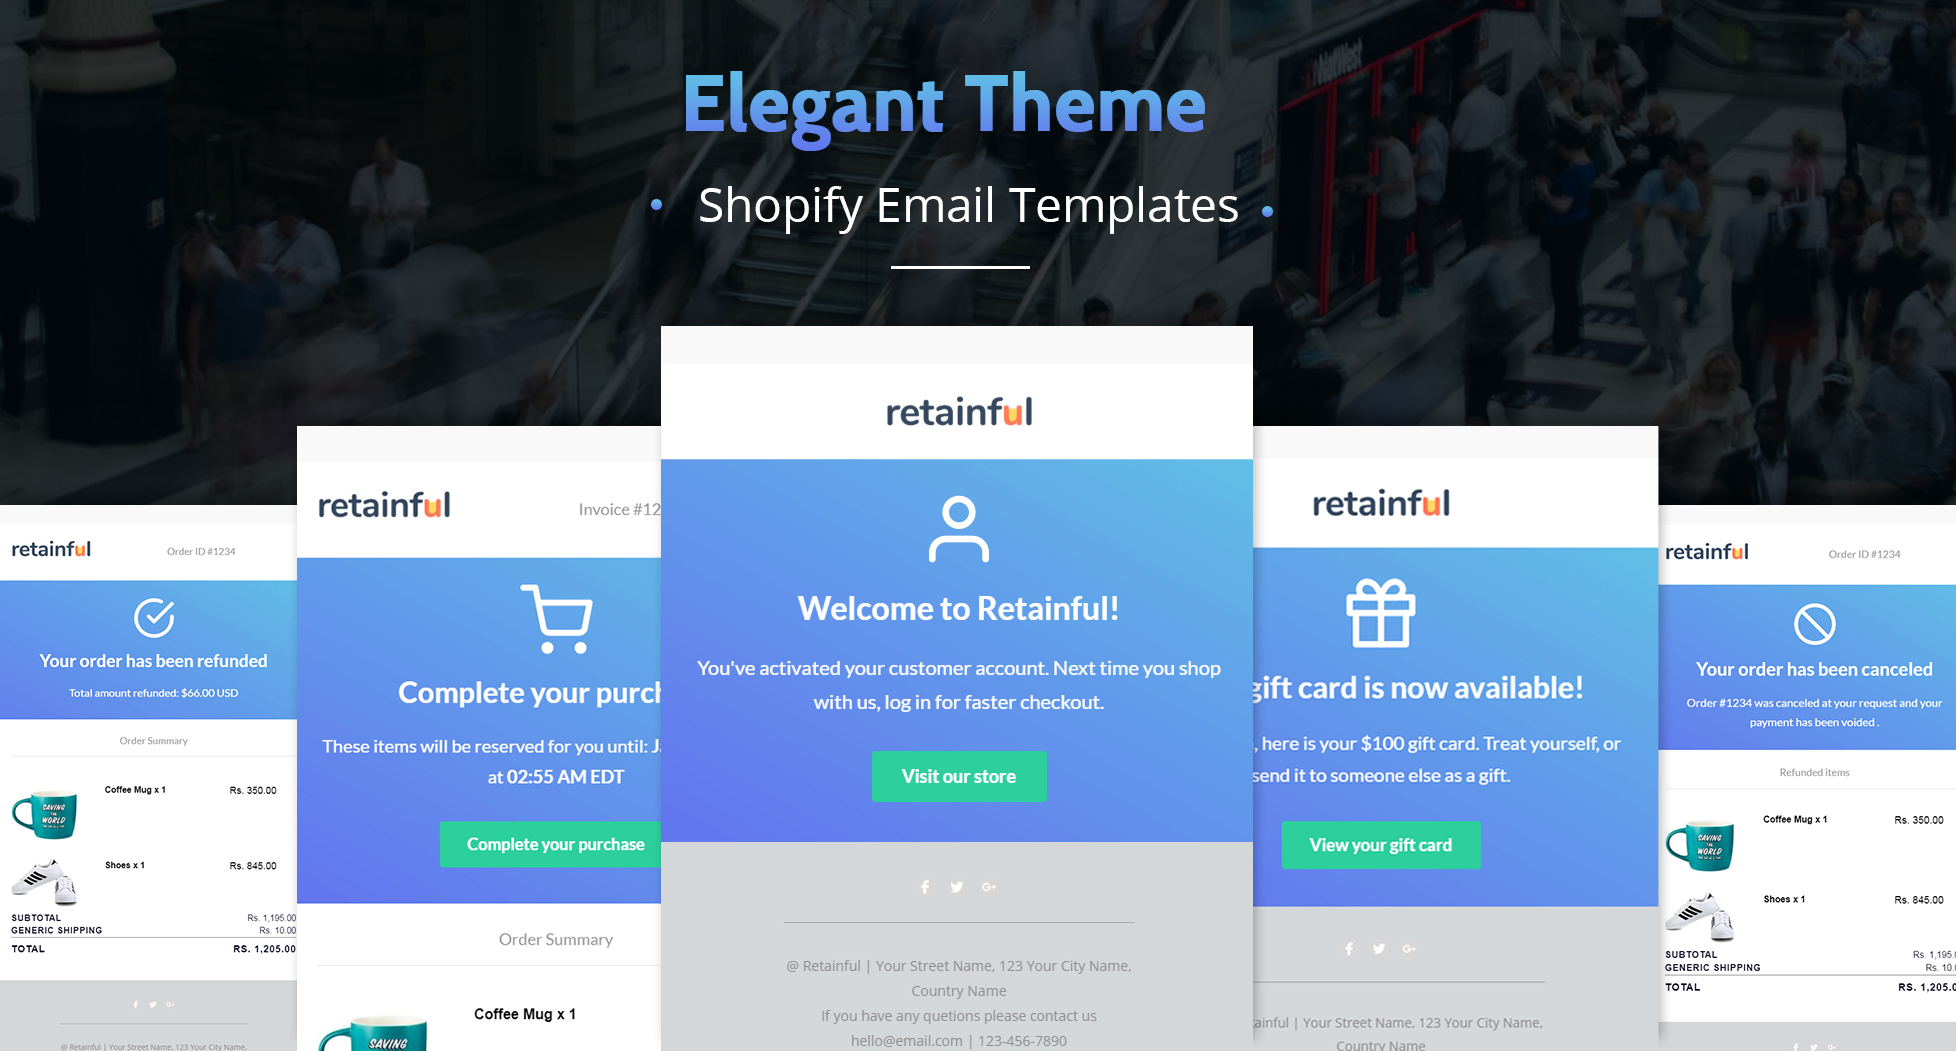 NatWest
Elegant Theme
Shopify Email Templates
retainful
Order ID #1234
Your order has been refunded
Total amount refunded: $66.00 USD
Order Summary
SAVING
THE
WORLD
Coffee Mug x 1
Rs. 350.00
Shoes x 1
Rs. 845.00
SUBTOTAL
Rs. 1,195.00
GENERIC SHIPPING
Rs. 10.00
TOTAL
RS. 1,205.00
@ Retainful | Your Street Name, 123 Your City Name,
retainful
Invoice #12
Complete your purch
These items will be reserved for you until: Ja
at 02:55 AM EDT
Complete your purchase
Order Summary
SAVING
Coffee Mug x 1
retainful
Welcome to Retainful!
You've activated your customer account. Next time you shop
with us, log in for faster checkout.
Visit our store
@ Retainful | Your Street Name, 123 Your City Name,
Country Name
If you have any quetions please contact us
hello@email.com | 123-456-7890
retainful
gift card is now available!
, here is your $100 gift card. Treat yourself, or
send it to someone else as a gift.
View your gift card
ainful | Your Street Name, 123 Your City Name,
Country Name
retainful
Order ID #1234
Your order has been canceled
Order #1234 was canceled at your request and your
payment has been voided .
Refunded items
SAVING
THE
WORLD
Coffee Mug x 1
Rs. 350.00
Shoes x 1
Rs. 845.00
SUBTOTAL
Rs. 1,195.
GENERIC SHIPPING
Rs. 10.0
TOTAL
RS. 1,205.0